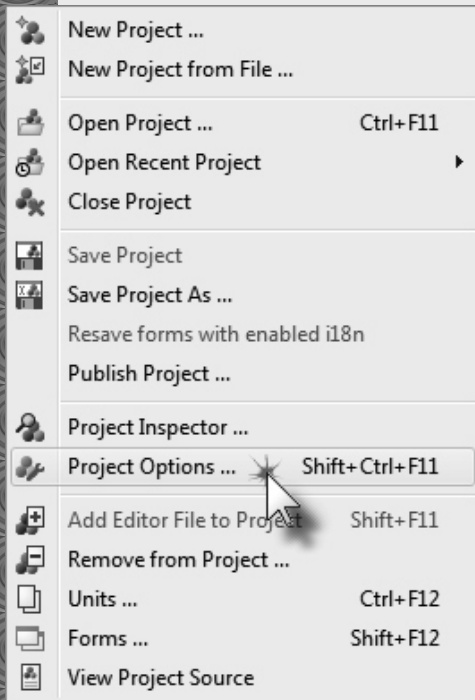 New Project ...
New Project from File ...
Open Project ... Ctrl+F11
Open Recent Project
Close Project
Save Project
Save Project As ...
Resave forms with enabled i18n
Publish Project ...
Project Inspector ...
Project Options ... Shift+Ctrl+F11
Add Editor File to Project Shift+F11
Remove from Project ...
Units ... Ctrl+F12
Forms ... Shift+F12
View Project Source